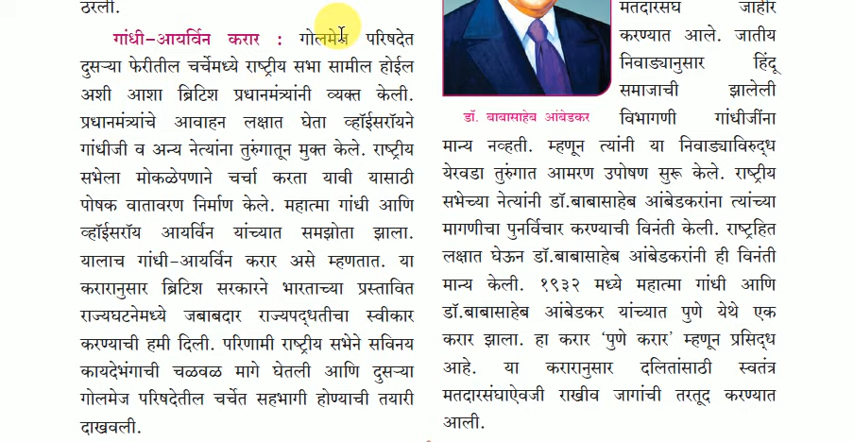 ठरली.
गांधी-आयर्विन करार : गोलमेज परिषदेत
दुसऱ्या फेरीतील चर्चेमध्ये राष्ट्रीय सभा सामील होईल
अशी आशा ब्रिटिश प्रधानमंत्र्यांनी व्यक्त केली.
प्रधानमंत्र्यांचे आवाहन लक्षात घेता व्हॉईसरॉयने
गांधीजी व अन्य नेत्यांना तुरुंगातून मुक्त केले. राष्ट्रीय
सभेला मोकळेपणाने चर्चा करता यावी यासाठी
पोषक वातावरण निर्माण केले. महात्मा गांधी आणि
व्हॉईसरॉय आयर्विन यांच्यात समझोता झाला.
यालाच गांधी-आयर्विन करार असे म्हणतात. या
करारानुसार ब्रिटिश सरकारने भारताच्या प्रस्तावित
राज्यघटनेमध्ये जबाबदार राज्यपद्धतीचा स्वीकार
करण्याची हमी दिली. परिणामी राष्ट्रीय सभेने सविनय
कायदेभंगाची चळवळ मागे घेतली आणि दुसऱ्या
गोलमेज परिषदेतील चर्चेत सहभागी होण्याची तयारी
दाखवली.
डॉ. बाबासाहेब आंबेडकर
मतदारसंघ जाहीर
करण्यात आले. जातीय
निवाड्यानुसार हिंदू
समाजाची झालेली
विभागणी गांधीजींना
मान्य नव्हती. म्हणून त्यांनी या निवाड्याविरुद्ध
येरवडा तुरुंगात आमरण उपोषण सुरू केले. राष्ट्रीय
सभेच्या नेत्यांनी डॉ.बाबासाहेब आंबेडकरांना त्यांच्या
मागणीचा पुनर्विचार करण्याची विनंती केली. राष्ट्रहित
लक्षात घेऊन डॉ.बाबासाहेब आंबेडकरांनी ही विनंती
मान्य केली. १९३२ मध्ये महात्मा गांधी आणि
डॉ.बाबासाहेब आंबेडकर यांच्यात पुणे येथे एक
करार झाला. हा करार ‘पुणे करार’ म्हणून प्रसिद्ध
आहे. या करारानुसार दलितांसाठी स्वतंत्र
मतदारसंघाऐवजी राखीव जागांची तरतूद करण्यात
आली.